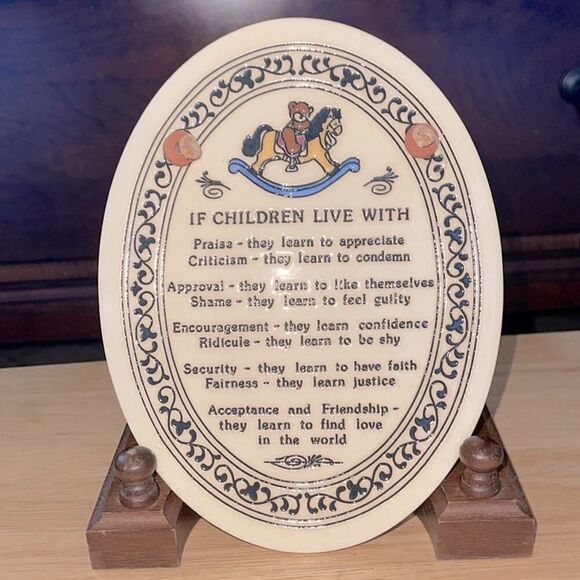 IF CHILDREN LIVE WITH
Praise - they learn to appreciate
Criticism - they learn to condemn
Approval - they learn to like themselves
Shame - they learn to feel guilty
Encouragement - they learn confidence
Ridicule - they learn to be shy
Security - they learn to have faith
Fairness - they learn justice
Acceptance and Friendship -
they learn to find love
in the world